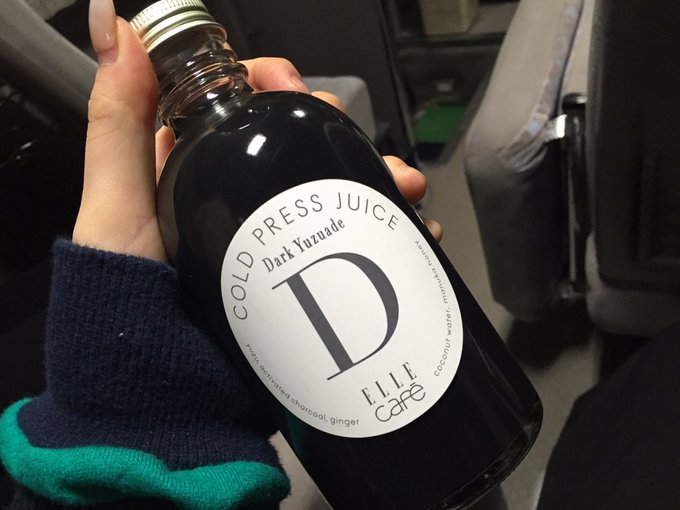 COLD PRESS JUICE
Dark Yuzuade
D
ELLE
café
yuzu, activated charcoal, ginger
coconut water, manuka honey